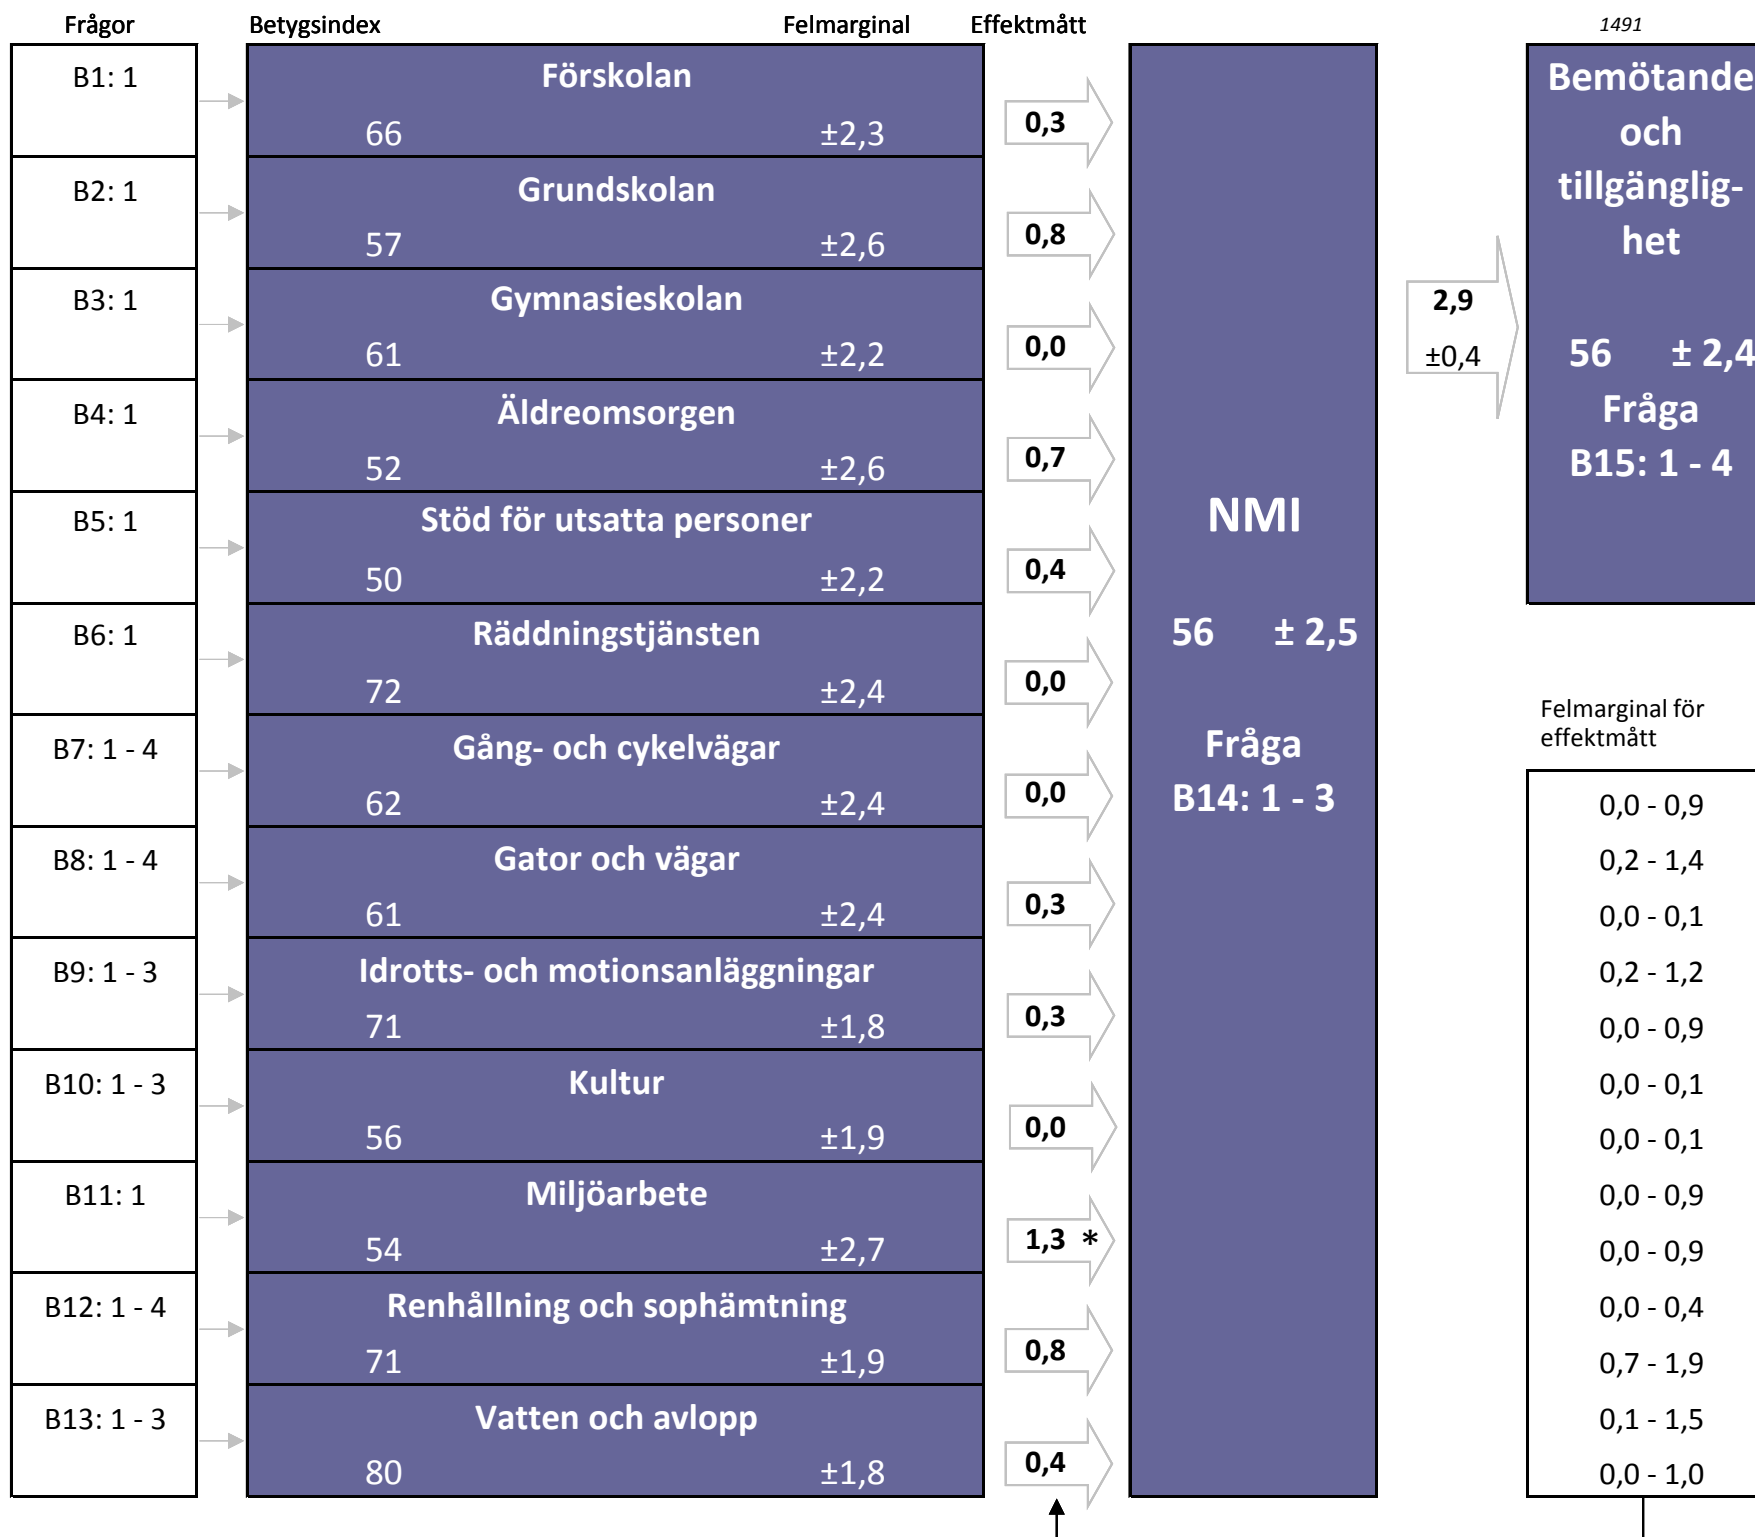 Frågor Betygsindex Felmarginal Effektmått 1491
B1: 1 Förskolan
66 ±2,3 0,3
B2: 1 Grundskolan
57 ±2,6 0,8
B3: 1 Gymnasieskolan
61 ±2,2 0,0
B4: 1 Äldreomsorgen
52 ±2,6 0,7
B5: 1 Stöd för utsatta personer
50 ±2,2 0,4
B6: 1 Räddningstjänsten
72 ±2,4 0,0
B7: 1 - 4 Gång- och cykelvägar
62 ±2,4 0,0
B8: 1 - 4 Gator och vägar
61 ±2,4 0,3
B9: 1 - 3 Idrotts- och motionsanläggningar
71 ±1,8 0,3
B10: 1 - 3 Kultur
56 ±1,9 0,0
B11: 1 Miljöarbete
54 ±2,7 1,3 *
B12: 1 - 4 Renhållning och sophämtning
71 ±1,9 0,8
B13: 1 - 3 Vatten och avlopp
80 ±1,8 0,4
NMI
56 ± 2,5
Fråga
B14: 1 - 3
2,9
±0,4
Bemötande
och
tillgänglig-
het
56 ± 2,4
Fråga
B15: 1 - 4
Felmarginal för
effektmått
0,0 - 0,9
0,2 - 1,4
0,0 - 0,1
0,2 - 1,2
0,0 - 0,9
0,0 - 0,1
0,0 - 0,1
0,0 - 0,9
0,0 - 0,9
0,0 - 0,4
0,7 - 1,9
0,1 - 1,5
0,0 - 1,0